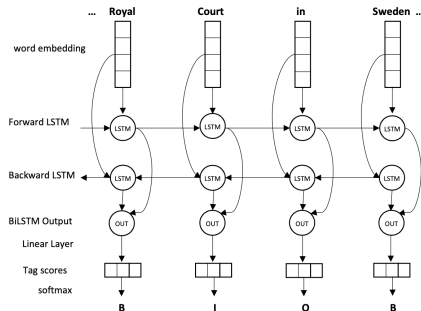 ... Royal Court in Sweden ..
word embedding
Forward LSTM LSTM LSTM LSTM LSTM
Backward LSTM LSTM LSTM LSTM LSTM
BiLSTM Output OUT OUT OUT OUT
Linear Layer
Tag scores
softmax
B I O B